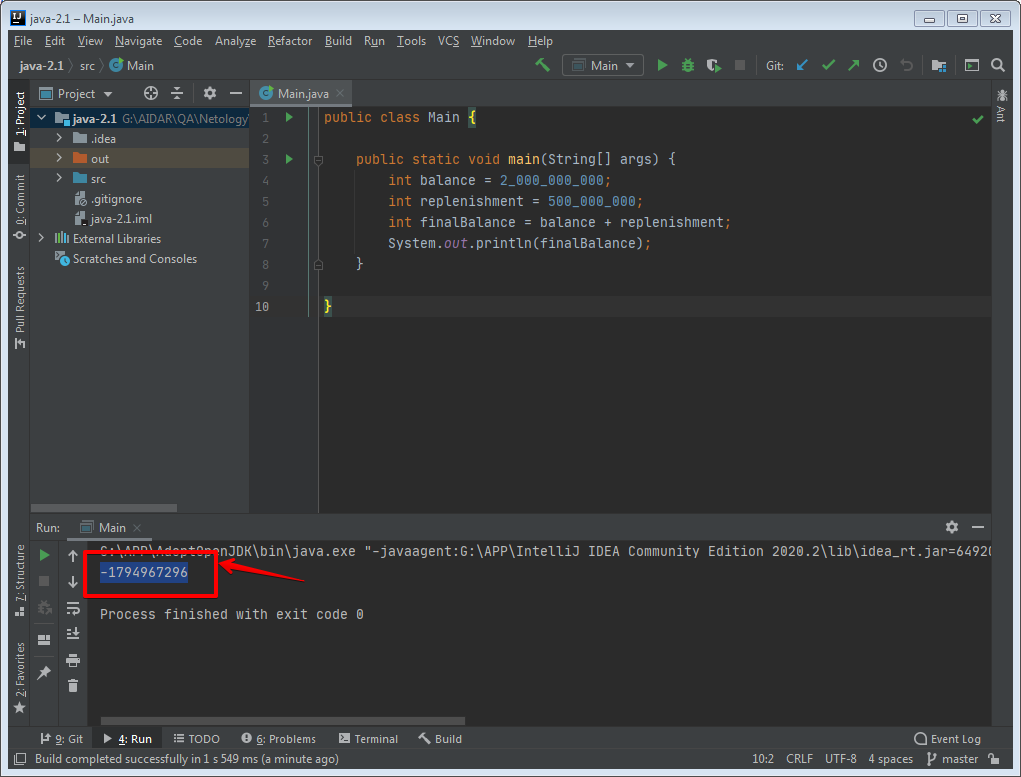 java-2.1 – Main.java
File Edit View Navigate Code Analyze Refactor Build Run Tools VCS Window Help
java-2.1 src Main
Main
Git:
1: Project
0: Commit
Pull Requests
7: Structure
2: Favorites
Ant
Project
java-2.1 G:\AIDAR\QA\Netology\
.idea
out
src
.gitignore
java-2.1.iml
External Libraries
Scratches and Consoles
Main.java
1 public class Main {
2
3 public static void main(String[] args) {
4 int balance = 2_000_000_000;
5 int replenishment = 500_000_000;
6 int finalBalance = balance + replenishment;
7 System.out.println(finalBalance);
8 }
9
10 }
Run: Main
G:\APP\AdoptOpenJDK\bin\java.exe "-javaagent:G:\APP\IntelliJ IDEA Community Edition 2020.2\lib\idea_rt.jar=64920
-1794967296
Process finished with exit code 0
9: Git 4: Run TODO 6: Problems Terminal Build Event Log
Build completed successfully in 1 s 549 ms (a minute ago) 10:2 CRLF UTF-8 4 spaces master